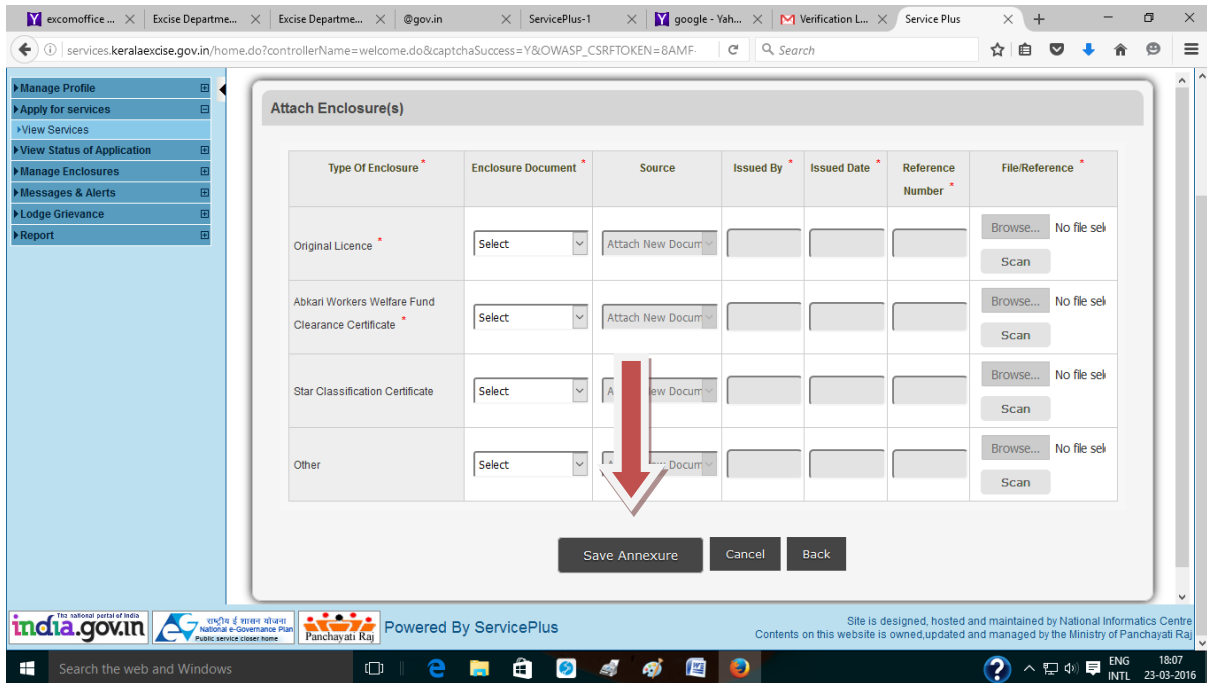 excomoffice ...
Excise Departme...
Excise Departme...
@gov.in
ServicePlus-1
google - Yah...
Verification L...
Service Plus
services.keralaexcise.gov.in/home.do?controllerName=welcome.do&captchaSuccess=Y&OWASP_CSRFTOKEN=8AMF-
Search
Manage Profile
Apply for services
View Services
View Status of Application
Manage Enclosures
Messages & Alerts
Lodge Grievance
Report
Attach Enclosure(s)
Type Of Enclosure * Enclosure Document * Source Issued By * Issued Date * Reference Number * File/Reference *
Original Licence * Select Attach New Docum Browse... No file sel
Scan
Abkari Workers Welfare Fund
Clearance Certificate * Select Attach New Docum Browse... No file sel
Scan
Star Classification Certificate Select A ew Docum Browse... No file sel
Scan
Other Select Docum Browse... No file sel
Scan
Save Annexure Cancel Back
The national portal of India
india.gov.in
राष्ट्रीय ई शासन योजना
National e-Governance Plan
Public service closer home
Panchayati Raj
Powered By ServicePlus
Site is designed, hosted and maintained by National Informatics Centre
Contents on this website is owned,updated and managed by the Ministry of Panchayati Raj
Search the web and Windows
ENG
INTL
18:07
23-03-2016